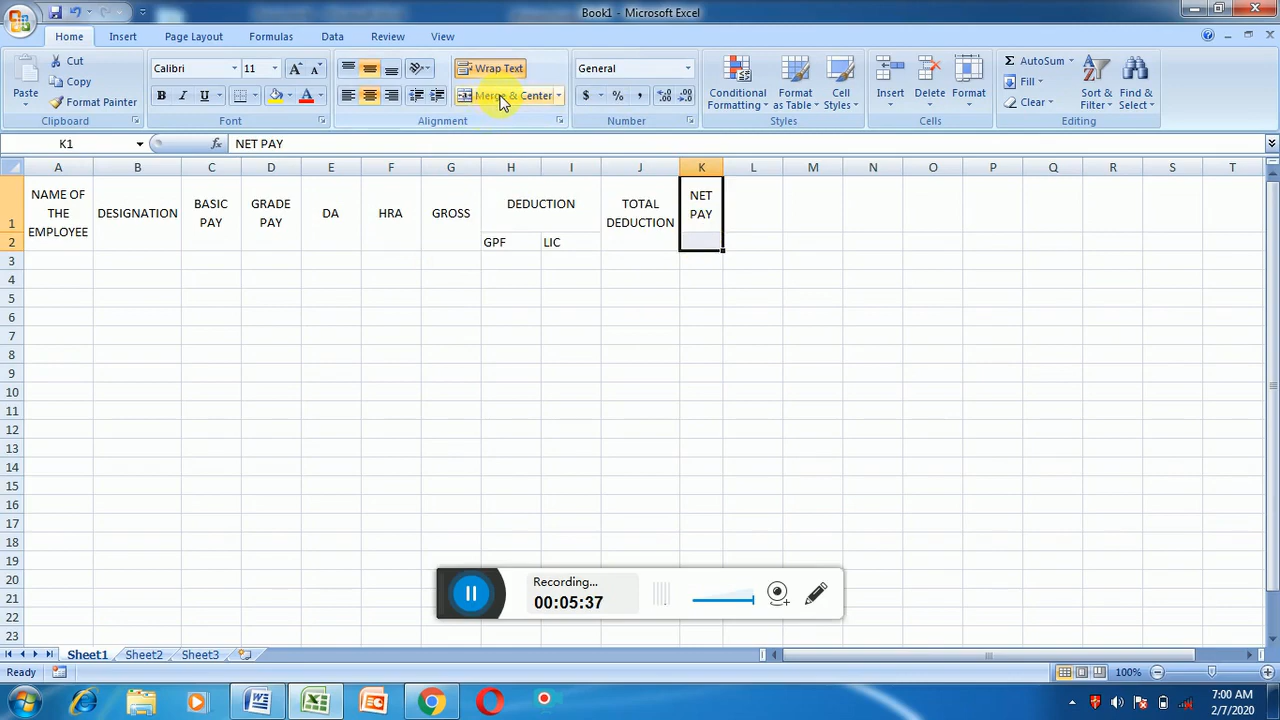 Book1 - Microsoft Excel
Home Insert Page Layout Formulas Data Review View
Paste
Cut
Copy
Format Painter
Clipboard
Calibri 11
B I U
Font
Wrap Text
Merge & Center
Alignment
General
$ % ,
Number
Conditional Formatting
Format as Table
Cell Styles
Styles
Insert Delete Format
Cells
AutoSum
Fill
Clear
Sort & Filter
Find & Select
Editing
K1 fx NET PAY
A B C D E F G H I J K L M N O P Q R S T
1
NAME OF THE EMPLOYEE
DESIGNATION
BASIC PAY
GRADE PAY
DA
HRA
GROSS
DEDUCTION
TOTAL DEDUCTION
NET PAY
2 GPF LIC
3
4
5
6
7
8
9
10
11
12
13
14
15
16
17
18
19
20
21
22
23
Recording...
00:05:37
Sheet1 Sheet2 Sheet3
Ready 100%
7:00 AM
2/7/2020